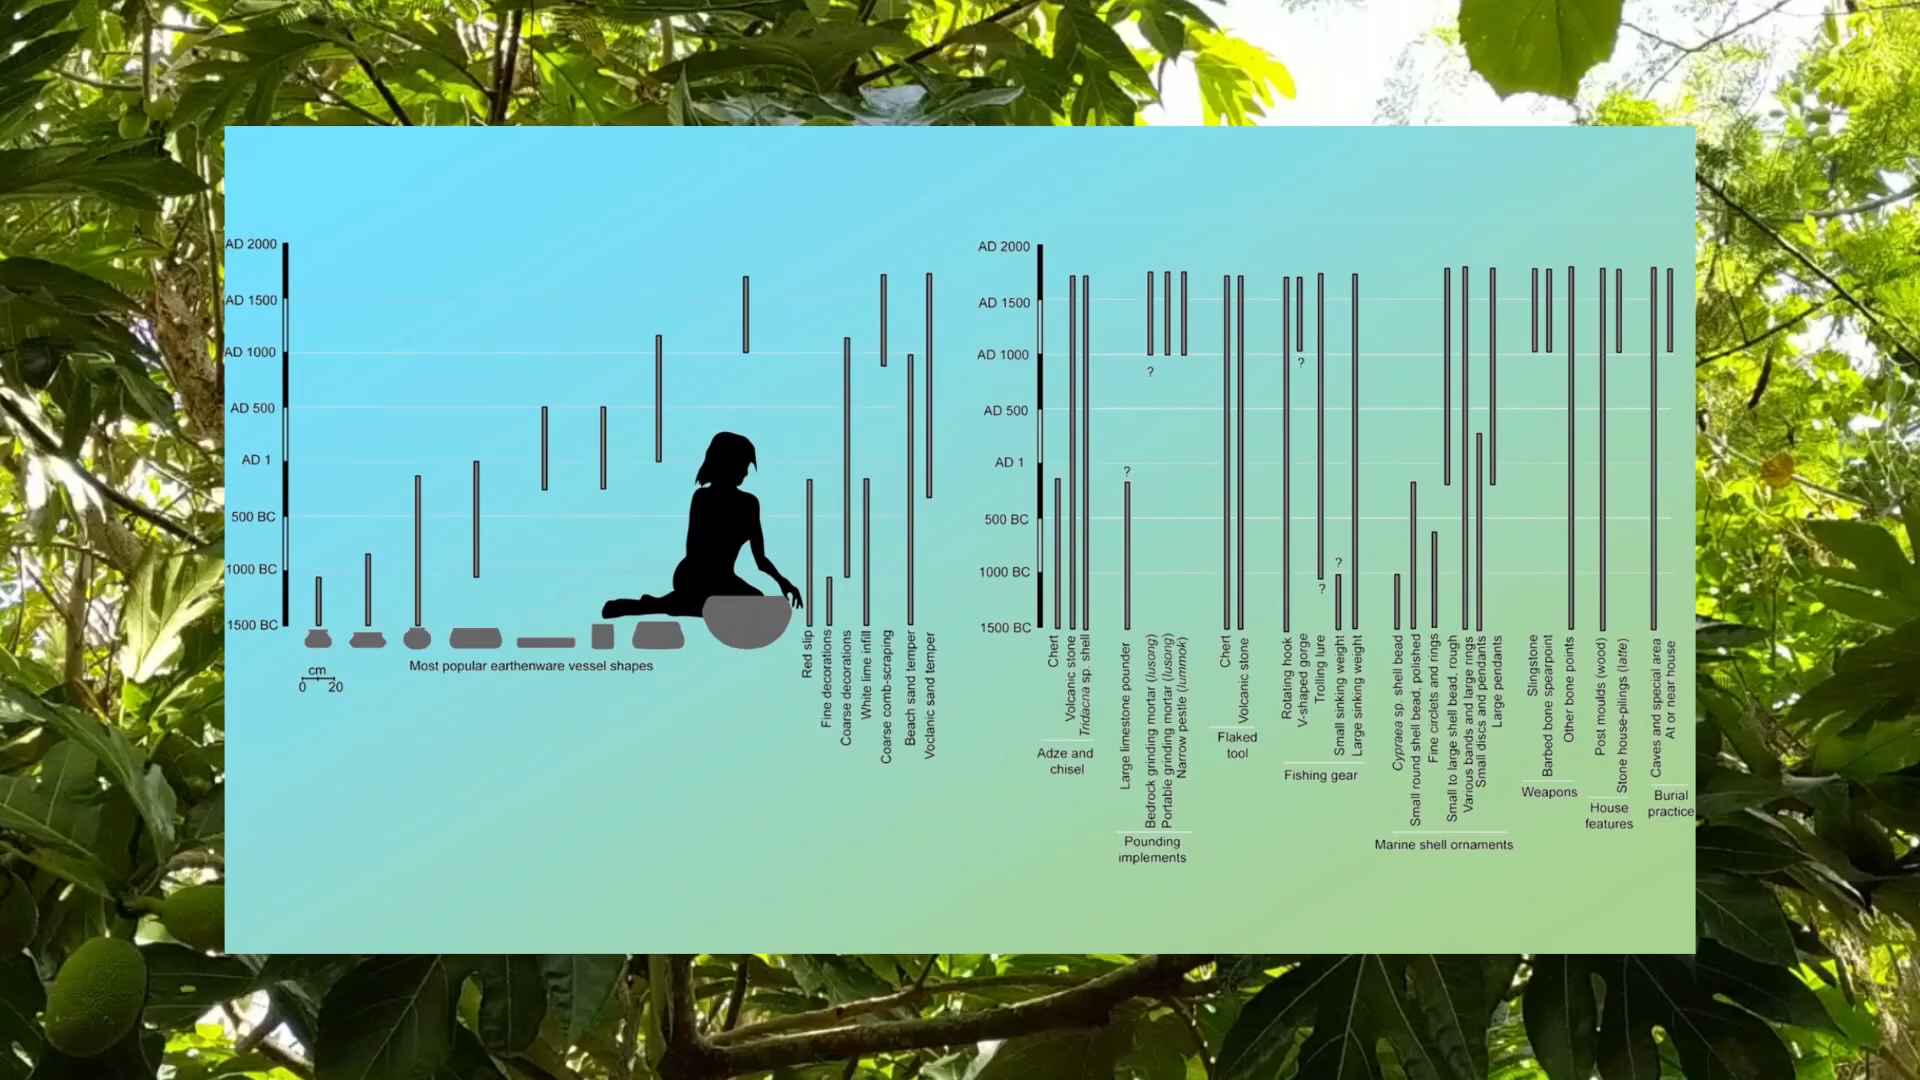 AD 2000
AD 1500
AD 1000
AD 500
AD 1
500 BC
1000 BC
1500 BC
cm
0 20
Most popular earthenware vessel shapes
Red slip
Fine decorations
Coarse decorations
White lime infill
Coarse comb-scraping
Beach sand temper
Voclanic sand temper
AD 2000
AD 1500
AD 1000
AD 500
AD 1
500 BC
1000 BC
1500 BC
?
?
?
?
?
Chert
Volcanic stone
Tridacna sp. shell
Adze and
chisel
Large limestone pounder
Bedrock grinding mortar (lusong)
Portable grinding mortar (lusong)
Narrow pestle (lummok)
Pounding
implements
Chert
Volcanic stone
Flaked
tool
Rotating hook
V-shaped gorge
Trolling lure
Small sinking weight
Large sinking weight
Fishing gear
Cypraea sp. shell bead
Small round shell bead, polished
Fine circlets and rings
Small to large shell bead, rough
Various bands and large rings
Small discs and pendants
Large pendants
Marine shell ornaments
Slingstone
Barbed bone spearpoint
Other bone points
Weapons
Post moulds (wood)
Stone house-pilings (latte)
House
features
Caves and special area
At or near house
Burial
practice